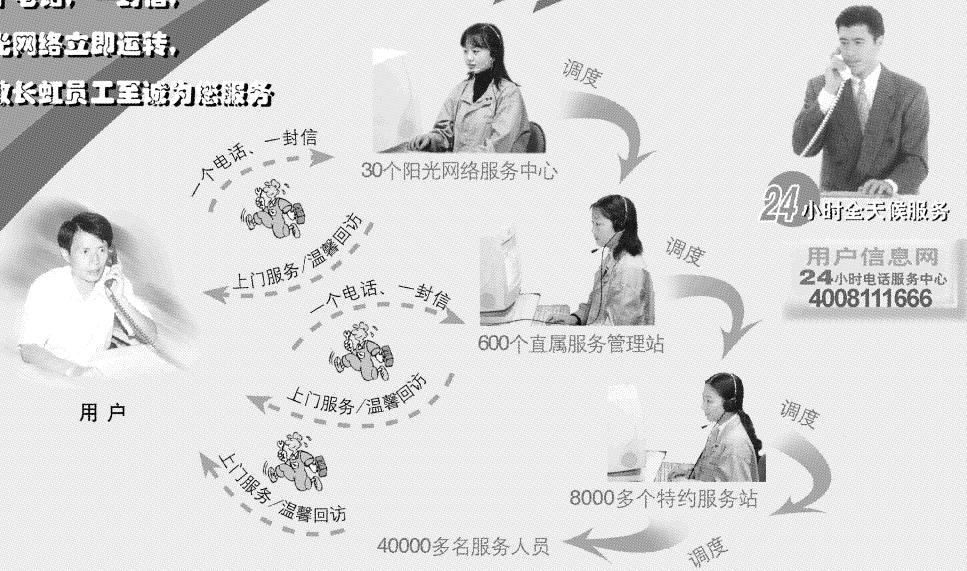 一封信，
光网络立即运转，
长虹员工至诚为您服务
调度
一个电话、一封信
30个阳光网络服务中心
上门服务/温馨回访
24小时全天候服务
调度
用户信息网
24小时电话服务中心
4008111666
一个电话、一封信
600个直属服务管理站
上门服务/温馨回访
用户
调度
上门服务/温馨回访
8000多个特约服务站
40000多名服务人员
调度